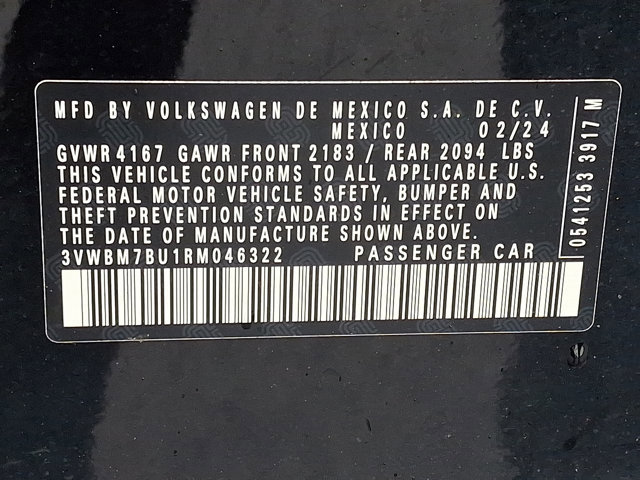 MFD BY VOLKSWAGEN DE MEXICO S.A. DE C.V.
MEXICO 02/24
GVWR 4167 GAWR FRONT 2183 / REAR 2094 LBS
THIS VEHICLE CONFORMS TO ALL APPLICABLE U.S.
FEDERAL MOTOR VEHICLE SAFETY, BUMPER AND
THEFT PREVENTION STANDARDS IN EFFECT ON
THE DATE OF MANUFACTURE SHOWN ABOVE.
3VWBM7BU1RM046322 PASSENGER CAR
0541253 3917 M